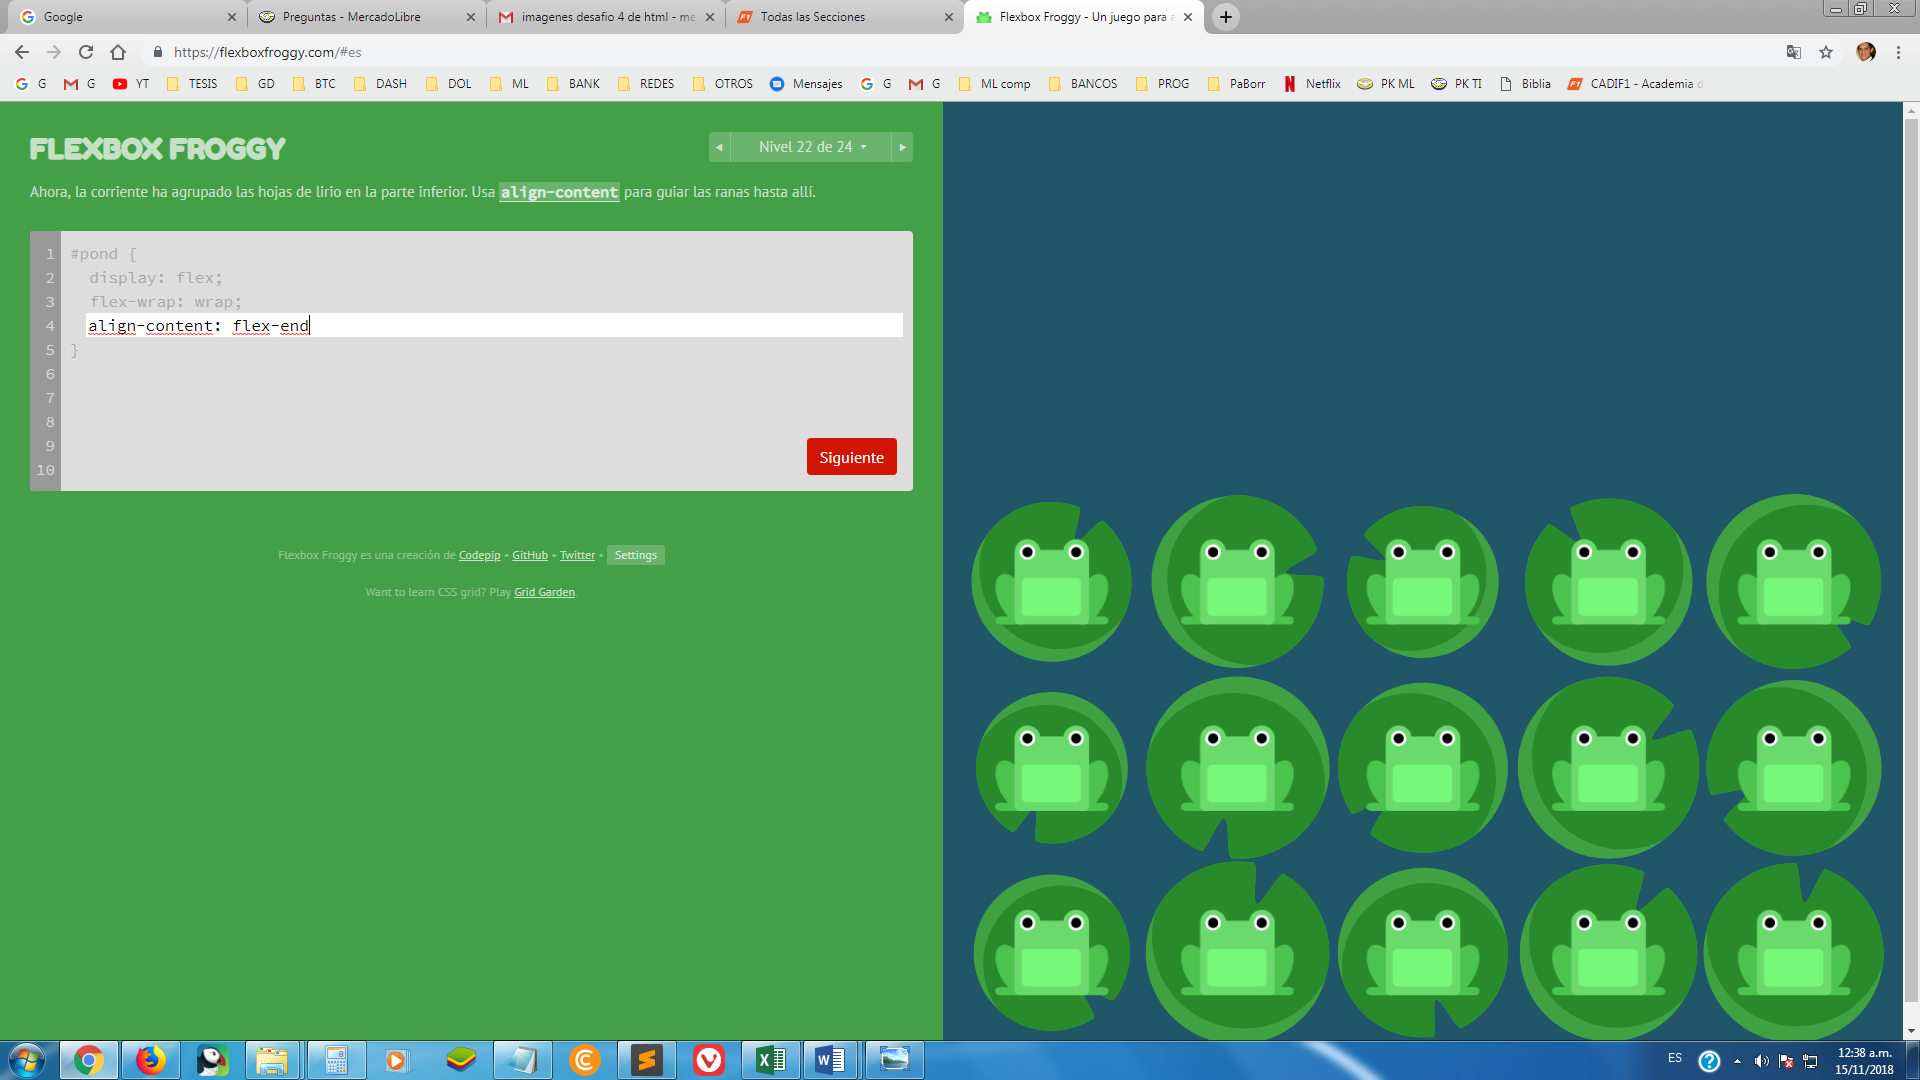 Google
Preguntas - MercadoLibre
imagenes desafio 4 de html - me
Todas las Secciones
Flexbox Froggy - Un juego para a
https://flexboxfroggy.com/#es
G G YT TESIS GD BTC DASH DOL ML BANK REDES OTROS Mensajes G G ML comp BANCOS PROG PaBorr Netflix PK ML PK TI Biblia CADIF1 - Academia d
FLEXBOX FROGGY
Nivel 22 de 24
Ahora, la corriente ha agrupado las hojas de lirio en la parte inferior. Usa align-content para guiar las ranas hasta allí.
1 #pond {
2 display: flex;
3 flex-wrap: wrap;
4 align-content: flex-end
5 }
6
7
8
9
10
Siguiente
Flexbox Froggy es una creación de Codepip • GitHub • Twitter • Settings
Want to learn CSS grid? Play Grid Garden.
ES
12:38 a.m.
15/11/2018